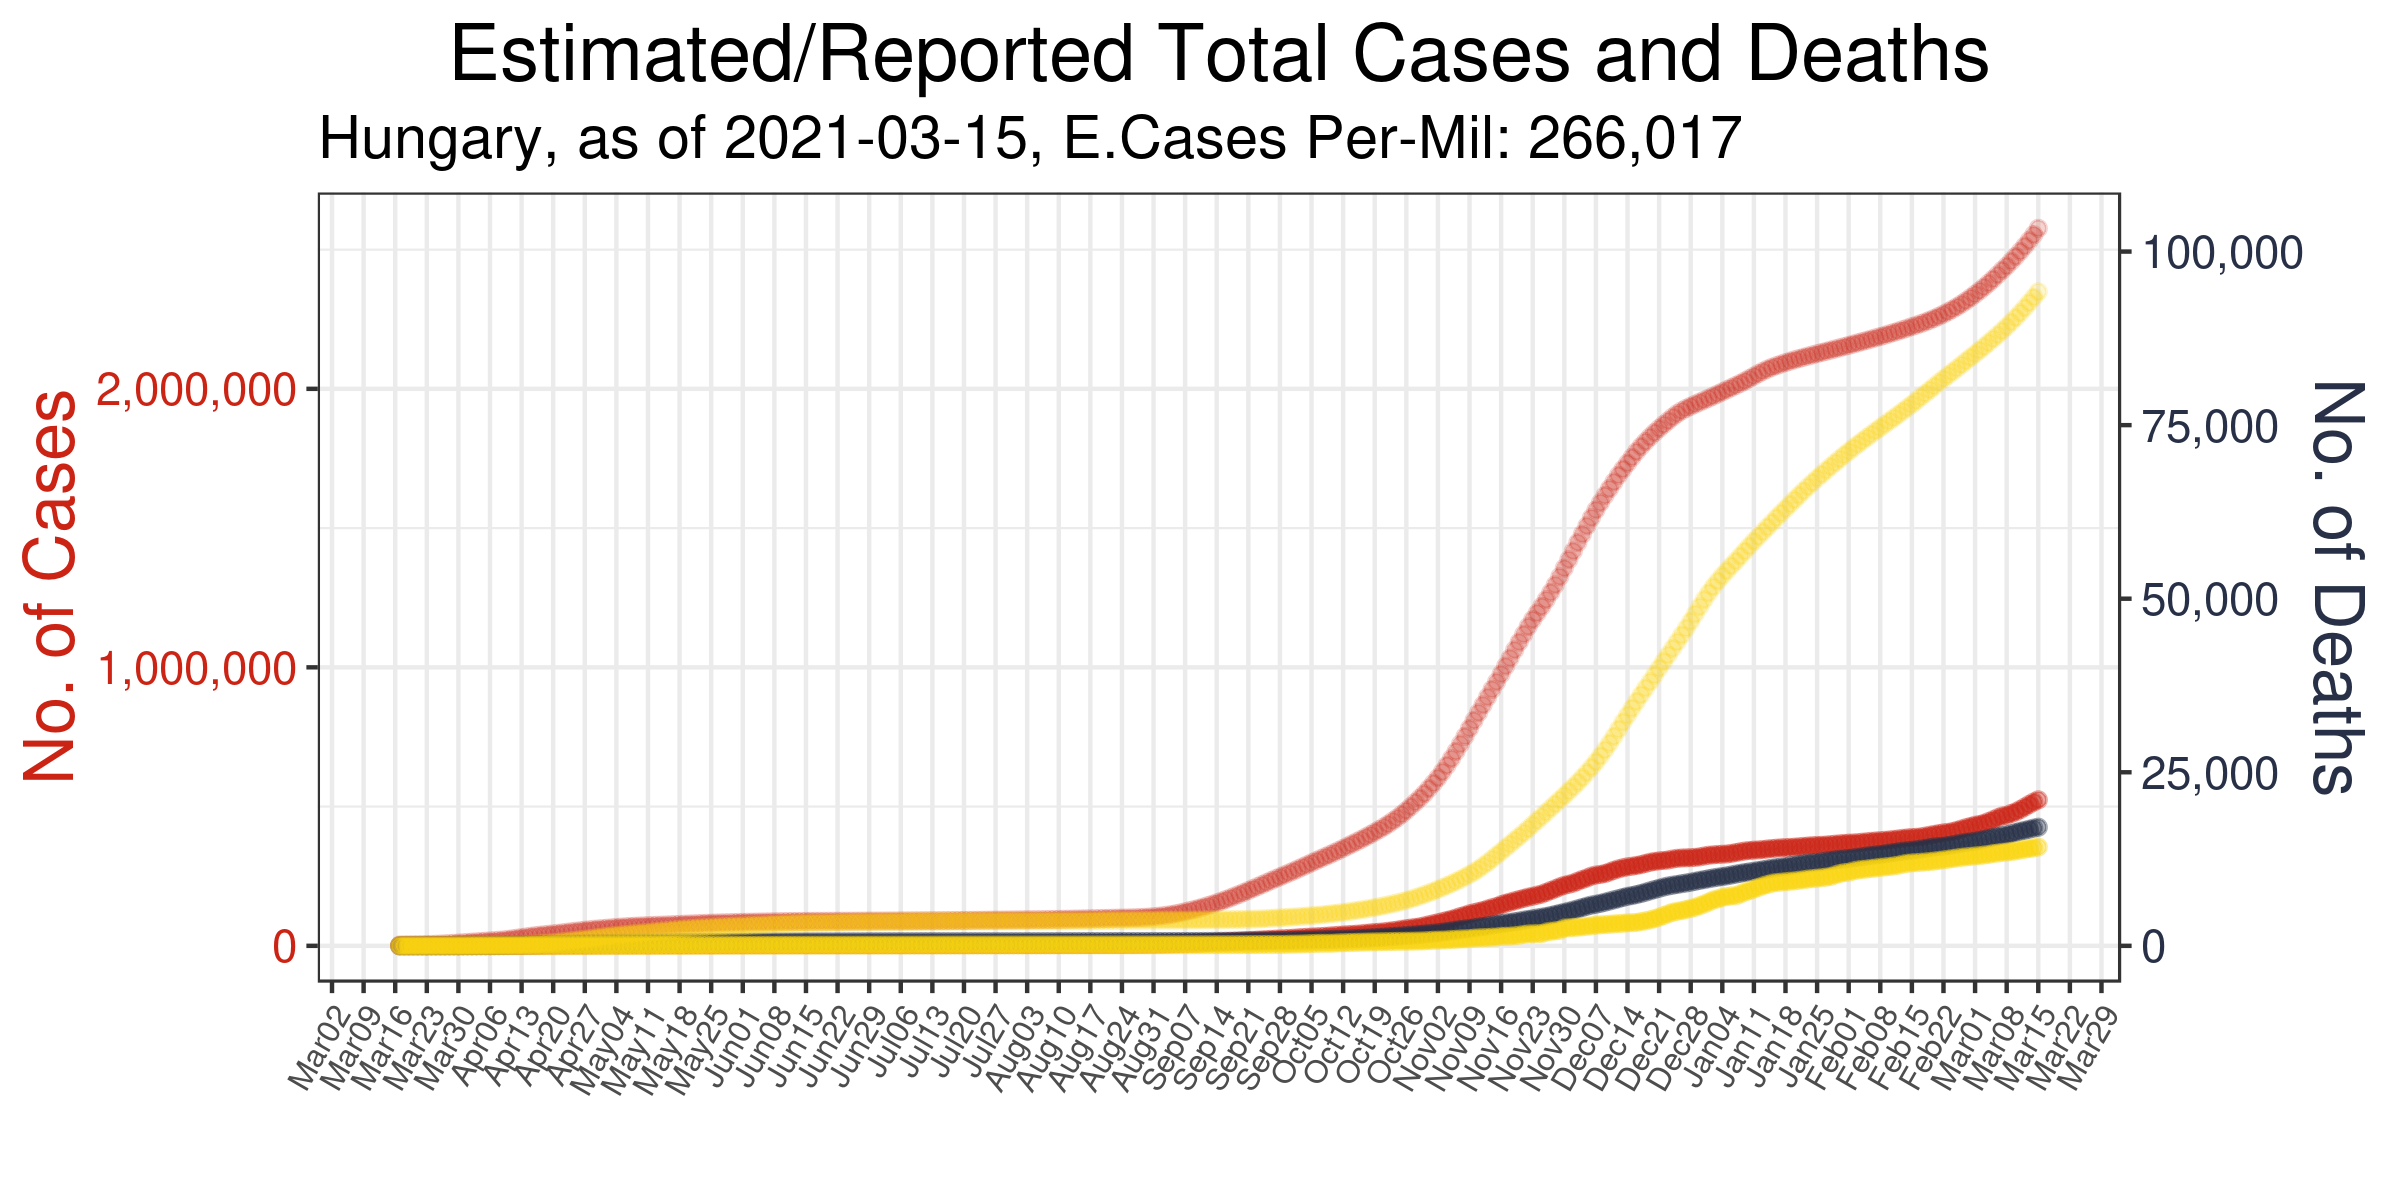 Estimated/Reported Total Cases and Deaths
Hungary, as of 2021-03-15, E.Cases Per-Mil: 266,017
No. of Cases
2,000,000
1,000,000
0
100,000
75,000
50,000
25,000
0
No. of Deaths
Mar02 Mar09 Mar16 Mar23 Mar30 Apr06 Apr13 Apr20 Apr27 May04 May11 May18 May25 Jun01 Jun08 Jun15 Jun22 Jun29 Jul06 Jul13 Jul20 Jul27 Aug03 Aug10 Aug17 Aug24 Aug31 Sep07 Sep14 Sep21 Sep28 Oct05 Oct12 Oct19 Oct26 Nov02 Nov09 Nov16 Nov23 Nov30 Dec07 Dec14 Dec21 Dec28 Jan04 Jan11 Jan18 Jan25 Feb01 Feb08 Feb15 Feb22 Mar01 Mar08 Mar15 Mar22 Mar29